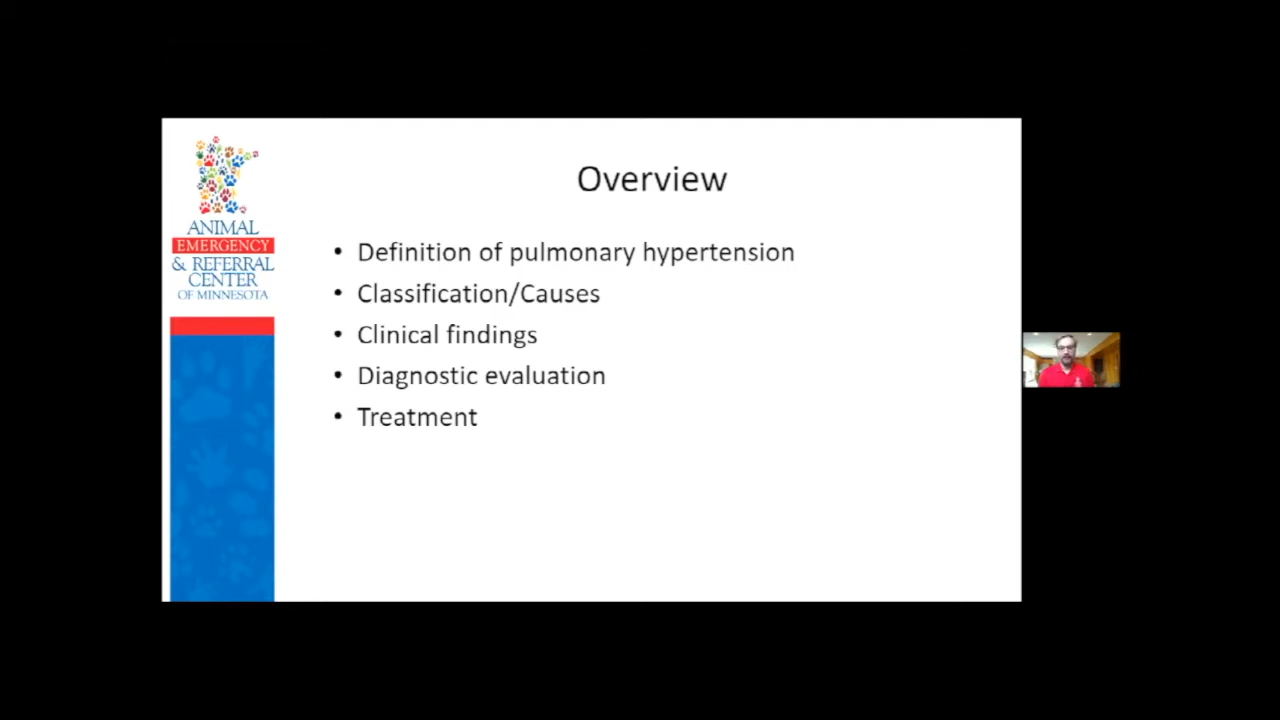 Overview
ANIMAL
EMERGENCY
& REFERRAL
CENTER
OF MINNESOTA
• Definition of pulmonary hypertension
• Classification/Causes
• Clinical findings
• Diagnostic evaluation
• Treatment